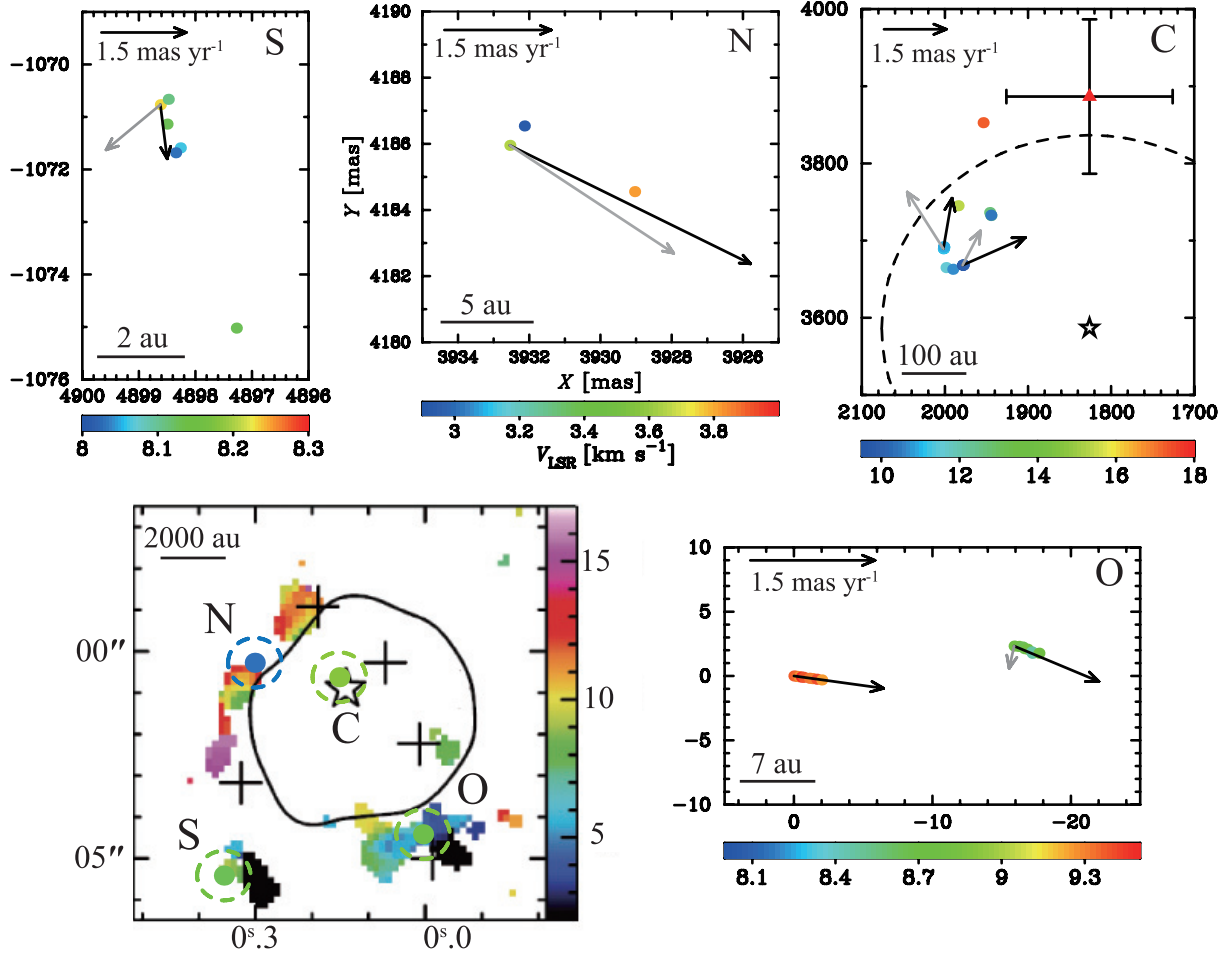 S
1.5 mas yr⁻¹
−1070
−1072
−1074
−1076
2 au
4900 4899 4898 4897 4896
8 8.1 8.2 8.3
N
1.5 mas yr⁻¹
Y [mas]
4190
4188
4186
4184
4182
4180
5 au
3934 3932 3930 3928 3926
X [mas]
3 3.2 3.4 3.6 3.8
V_LSR [km s⁻¹]
C
1.5 mas yr⁻¹
4000
3800
3600
100 au
2100 2000 1900 1800 1700
10 12 14 16 18
2000 au
N
C
O
S
00″
05″
0ˢ.3 0ˢ.0
15
10
5
O
1.5 mas yr⁻¹
10
5
0
−5
−10
7 au
0 −10 −20
8.1 8.4 8.7 9 9.3